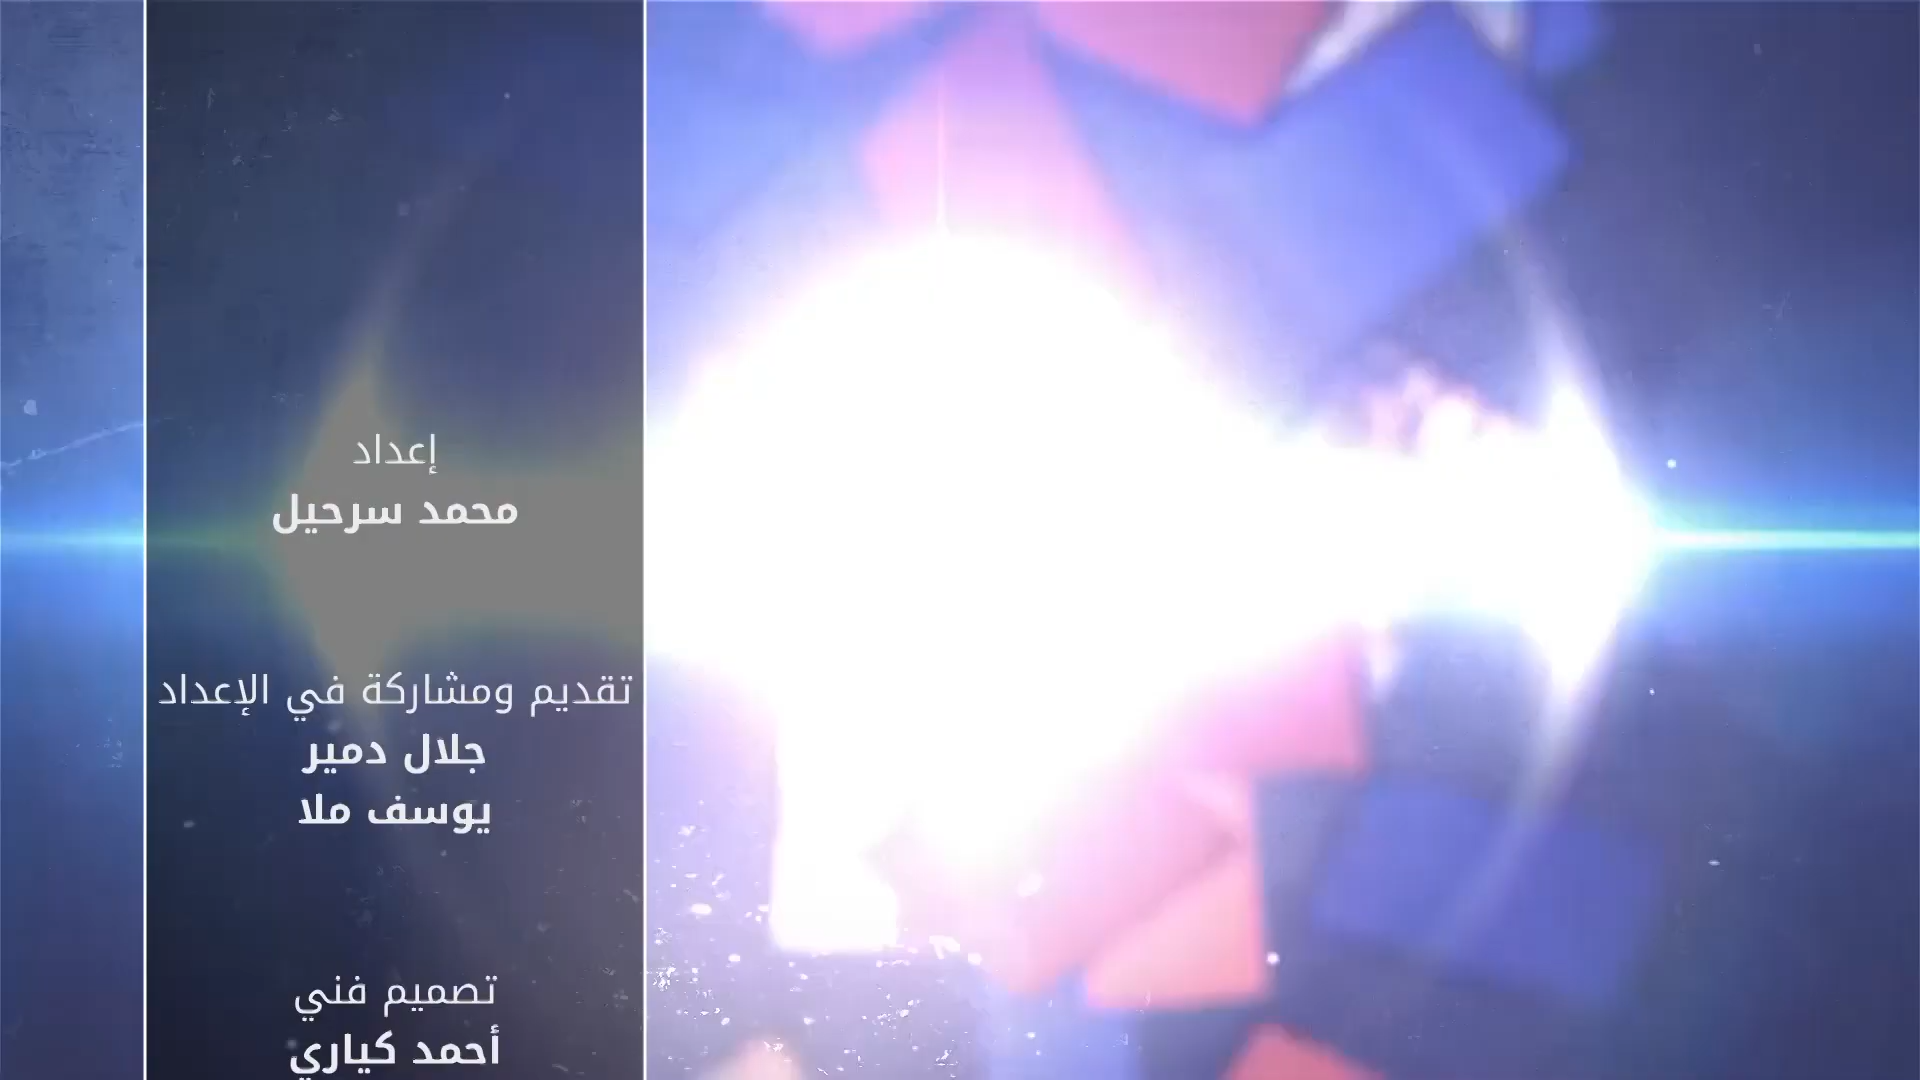 إعداد
محمد سرحيل
تقديم ومشاركة في الإعداد
جلال دمير
يوسف ملا
تصميم فني
أحمد كياري